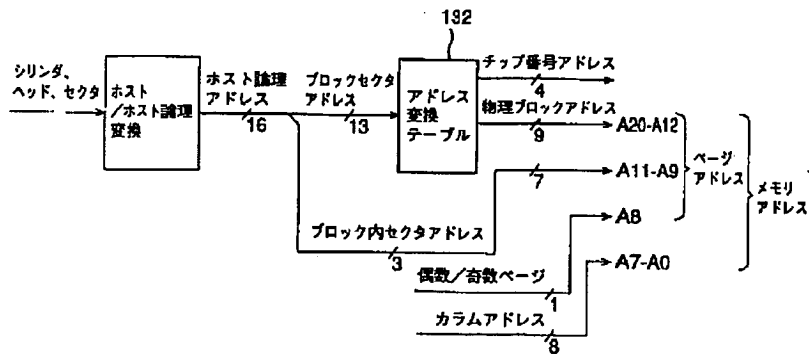 132
シリンダ、
ヘッド、セクタ
ホスト
/ホスト論理
変換
ホスト論理
アドレス
16
ブロックセクタ
アドレス
13
アドレス
変換
テーブル
チップ番号アドレス
4
物理ブロックアドレス
9
A20-A12
7
A11-A9
ページ
アドレス
メモリ
アドレス
A8
ブロック内セクタアドレス
3
A7-A0
偶数/奇数ページ
1
カラムアドレス
8